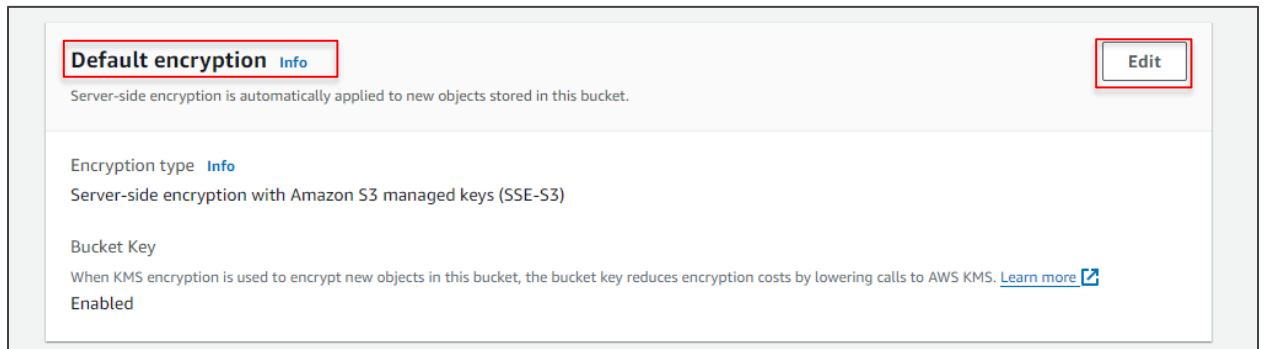 Default encryption Info
Edit
Server-side encryption is automatically applied to new objects stored in this bucket.
Encryption type Info
Server-side encryption with Amazon S3 managed keys (SSE-S3)
Bucket Key
When KMS encryption is used to encrypt new objects in this bucket, the bucket key reduces encryption costs by lowering calls to AWS KMS. Learn more
Enabled